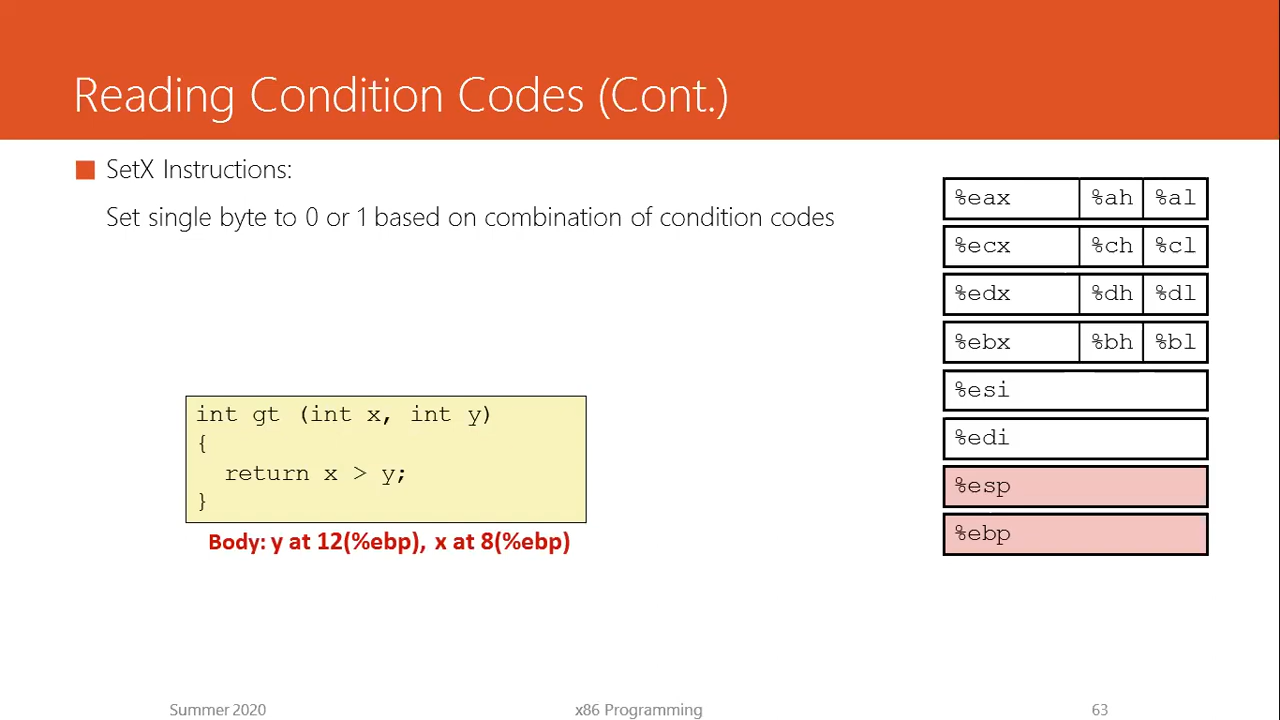 Reading Condition Codes (Cont.)
SetX Instructions:
Set single byte to 0 or 1 based on combination of condition codes
%eax %ah %al
%ecx %ch %cl
%edx %dh %dl
%ebx %bh %bl
%esi
%edi
%esp
%ebp
int gt (int x, int y)
{
return x > y;
}
Body: y at 12(%ebp), x at 8(%ebp)
Summer 2020 x86 Programming 63